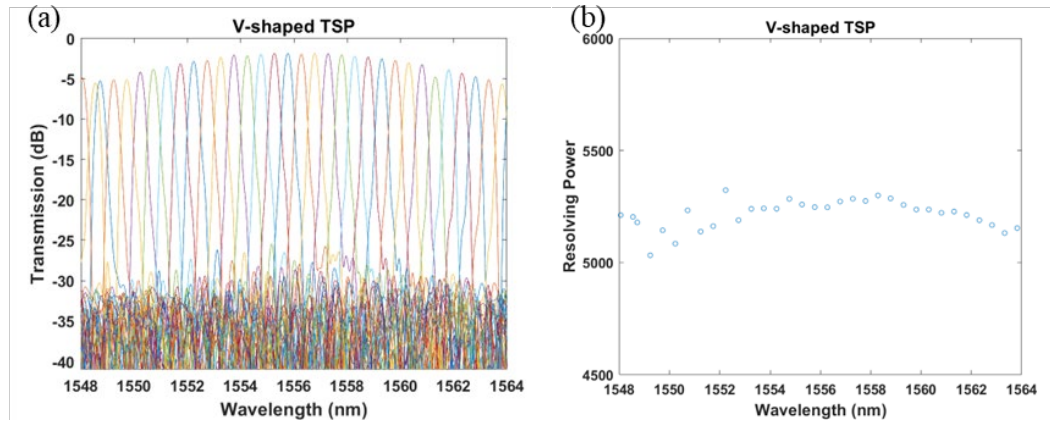 (a)
V-shaped TSP
0
-5
-10
-15
-20
-25
-30
-35
-40
Transmission (dB)
1548 1550 1552 1554 1556 1558 1560 1562 1564
Wavelength (nm)
(b)
V-shaped TSP
6000
5500
5000
4500
Resolving Power
1548 1550 1552 1554 1556 1558 1560 1562 1564
Wavelength (nm)